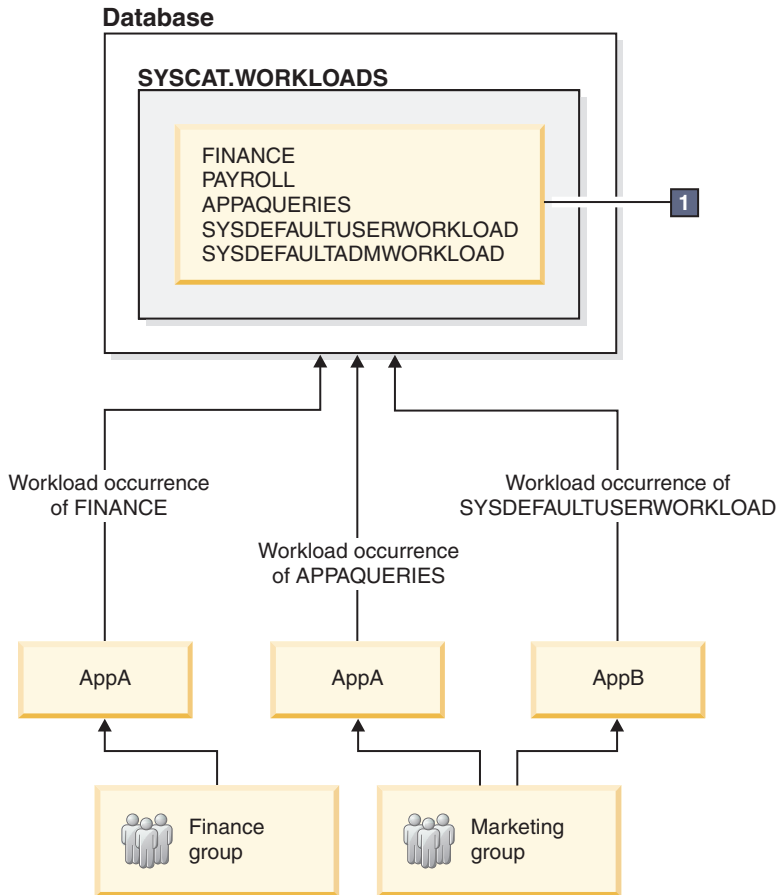 Database
SYSCAT.WORKLOADS
FINANCE
PAYROLL
APPAQUERIES
SYSDEFAULTUSERWORKLOAD
SYSDEFAULTADMWORKLOAD
1
Workload occurrence
of FINANCE
Workload occurrence
of APPAQUERIES
Workload occurrence of
SYSDEFAULTUSERWORKLOAD
AppA
AppA
AppB
Finance
group
Marketing
group